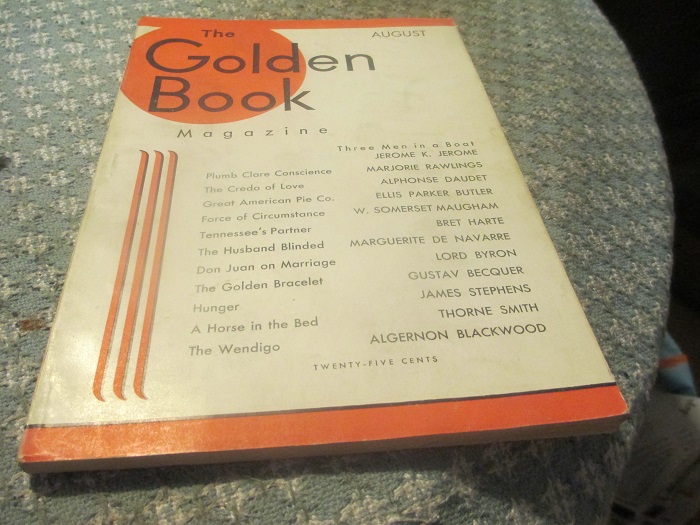 The AUGUST
Golden
Book
Magazine
Three Men in a Boat
JEROME K. JEROME
Plumb Clare Conscience MARJORIE RAWLINGS
The Credo of Love ALPHONSE DAUDET
Great American Pie Co. ELLIS PARKER BUTLER
Force of Circumstance W. SOMERSET MAUGHAM
Tennessee's Partner BRET HARTE
The Husband Blinded MARGUERITE DE NAVARRE
Don Juan on Marriage LORD BYRON
The Golden Bracelet GUSTAV BECQUER
Hunger JAMES STEPHENS
A Horse in the Bed THORNE SMITH
The Wendigo ALGERNON BLACKWOOD
TWENTY-FIVE CENTS